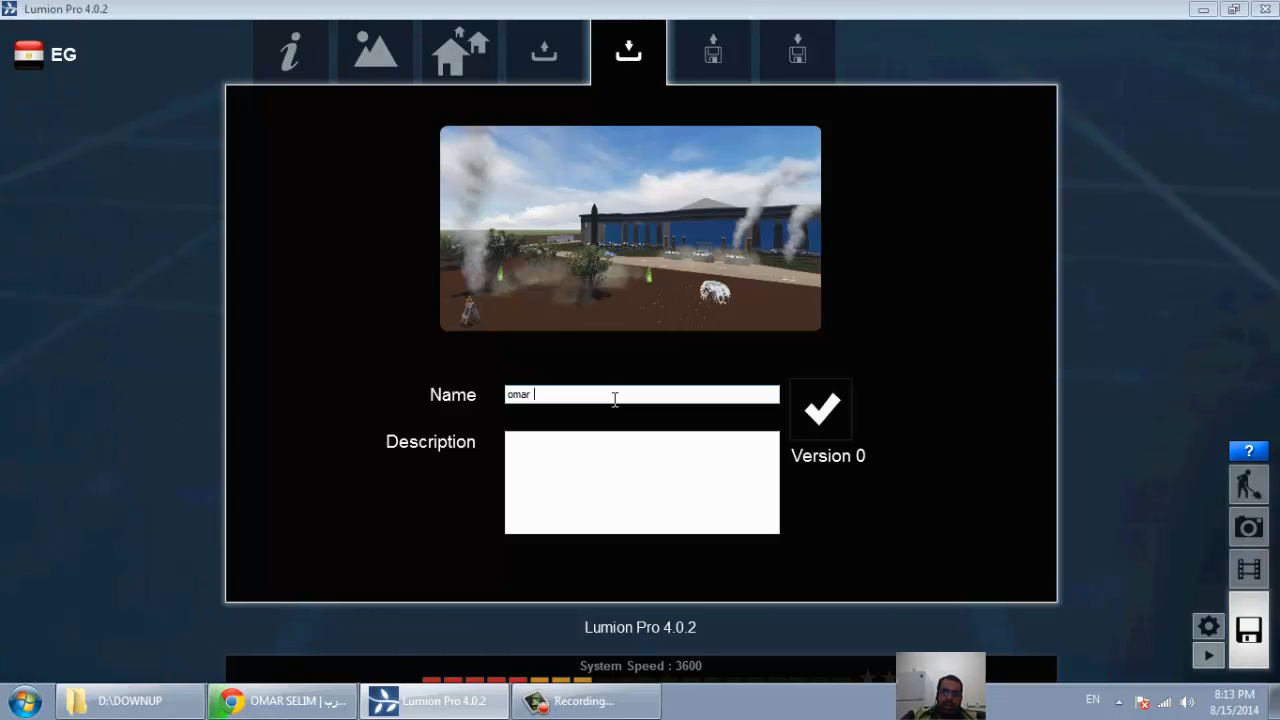 Lumion Pro 4.0.2
EG
Name
omar
Description
Version 0
?
Lumion Pro 4.0.2
System Speed : 3600
D:\DOWNUP
OMAR SELIM | رب...
Lumion Pro 4.0.2
Recording...
EN
8:13 PM
8/15/2014